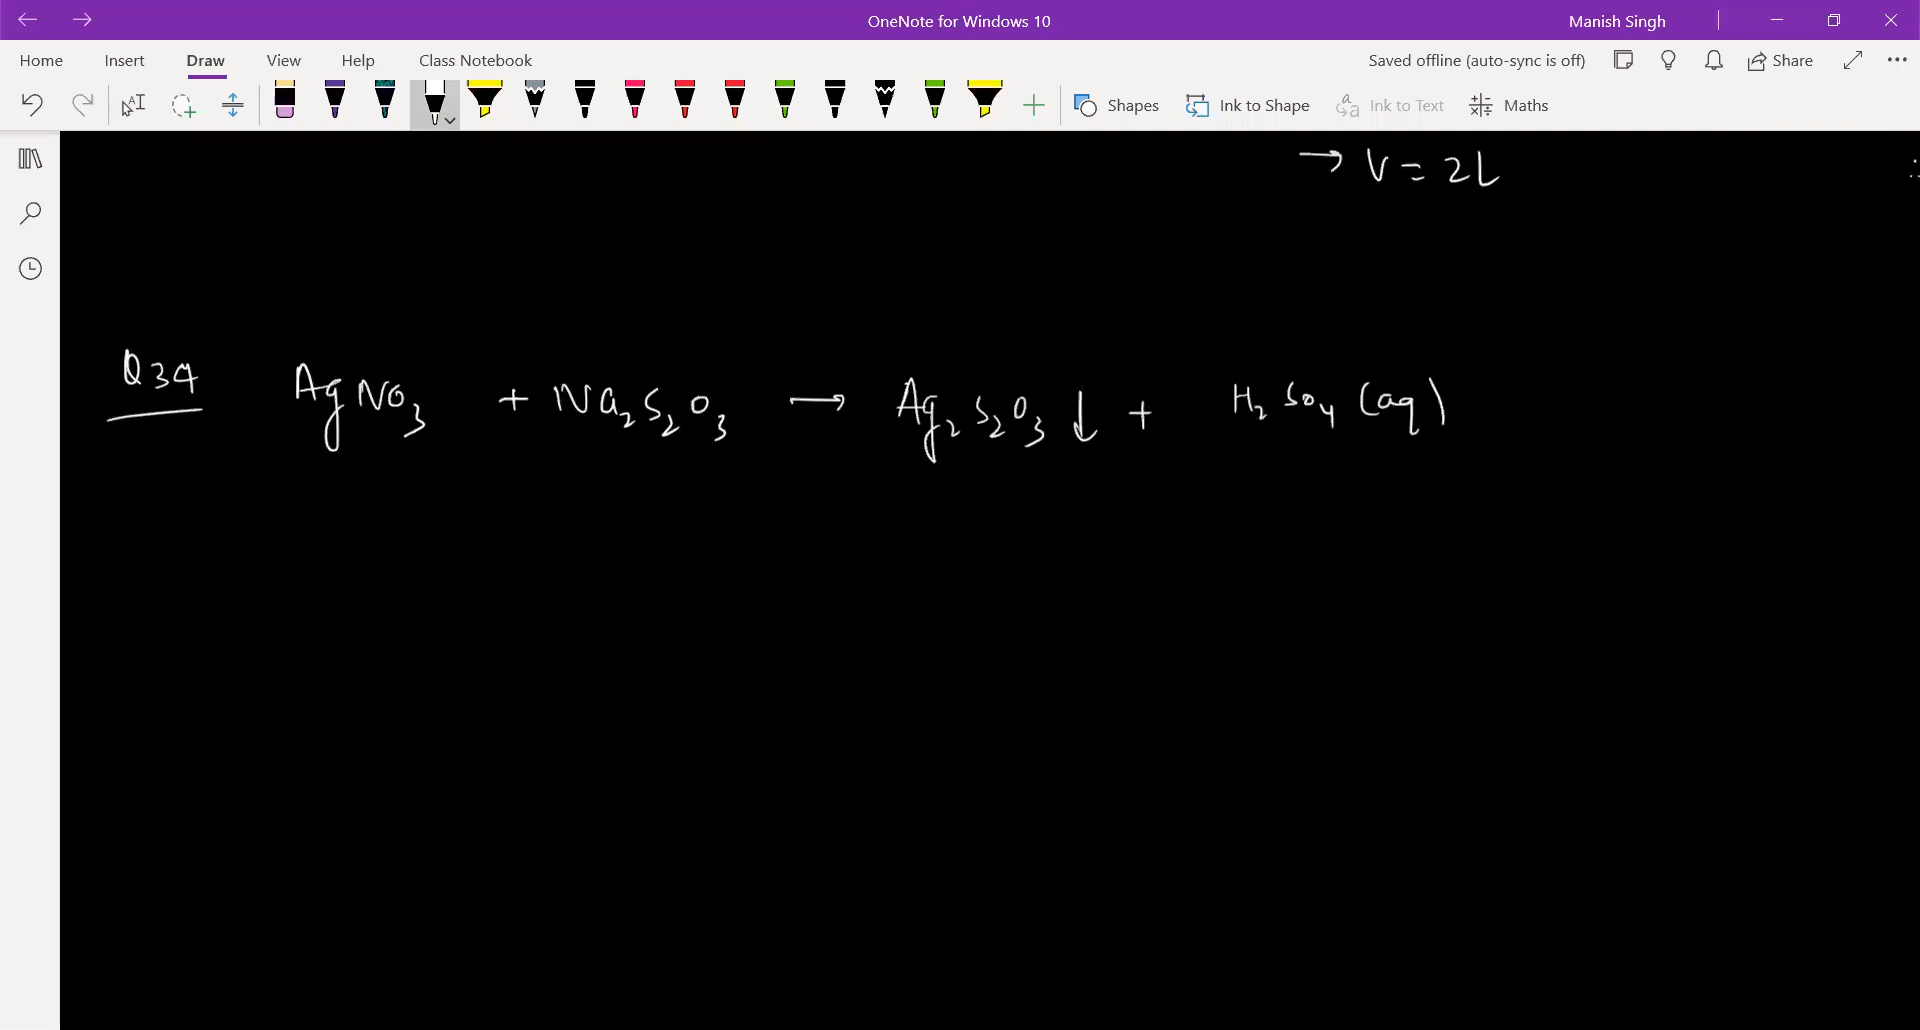 OneNote for Windows 10
Manish Singh
Home Insert Draw View Help Class Notebook
Saved offline (auto-sync is off) Share
Shapes Ink to Shape Ink to Text Maths
→ V = 2L
Q34 AgNO₃ + Na₂S₂O₃ → Ag₂S₂O₃ ↓ + H₂SO₄ (aq)